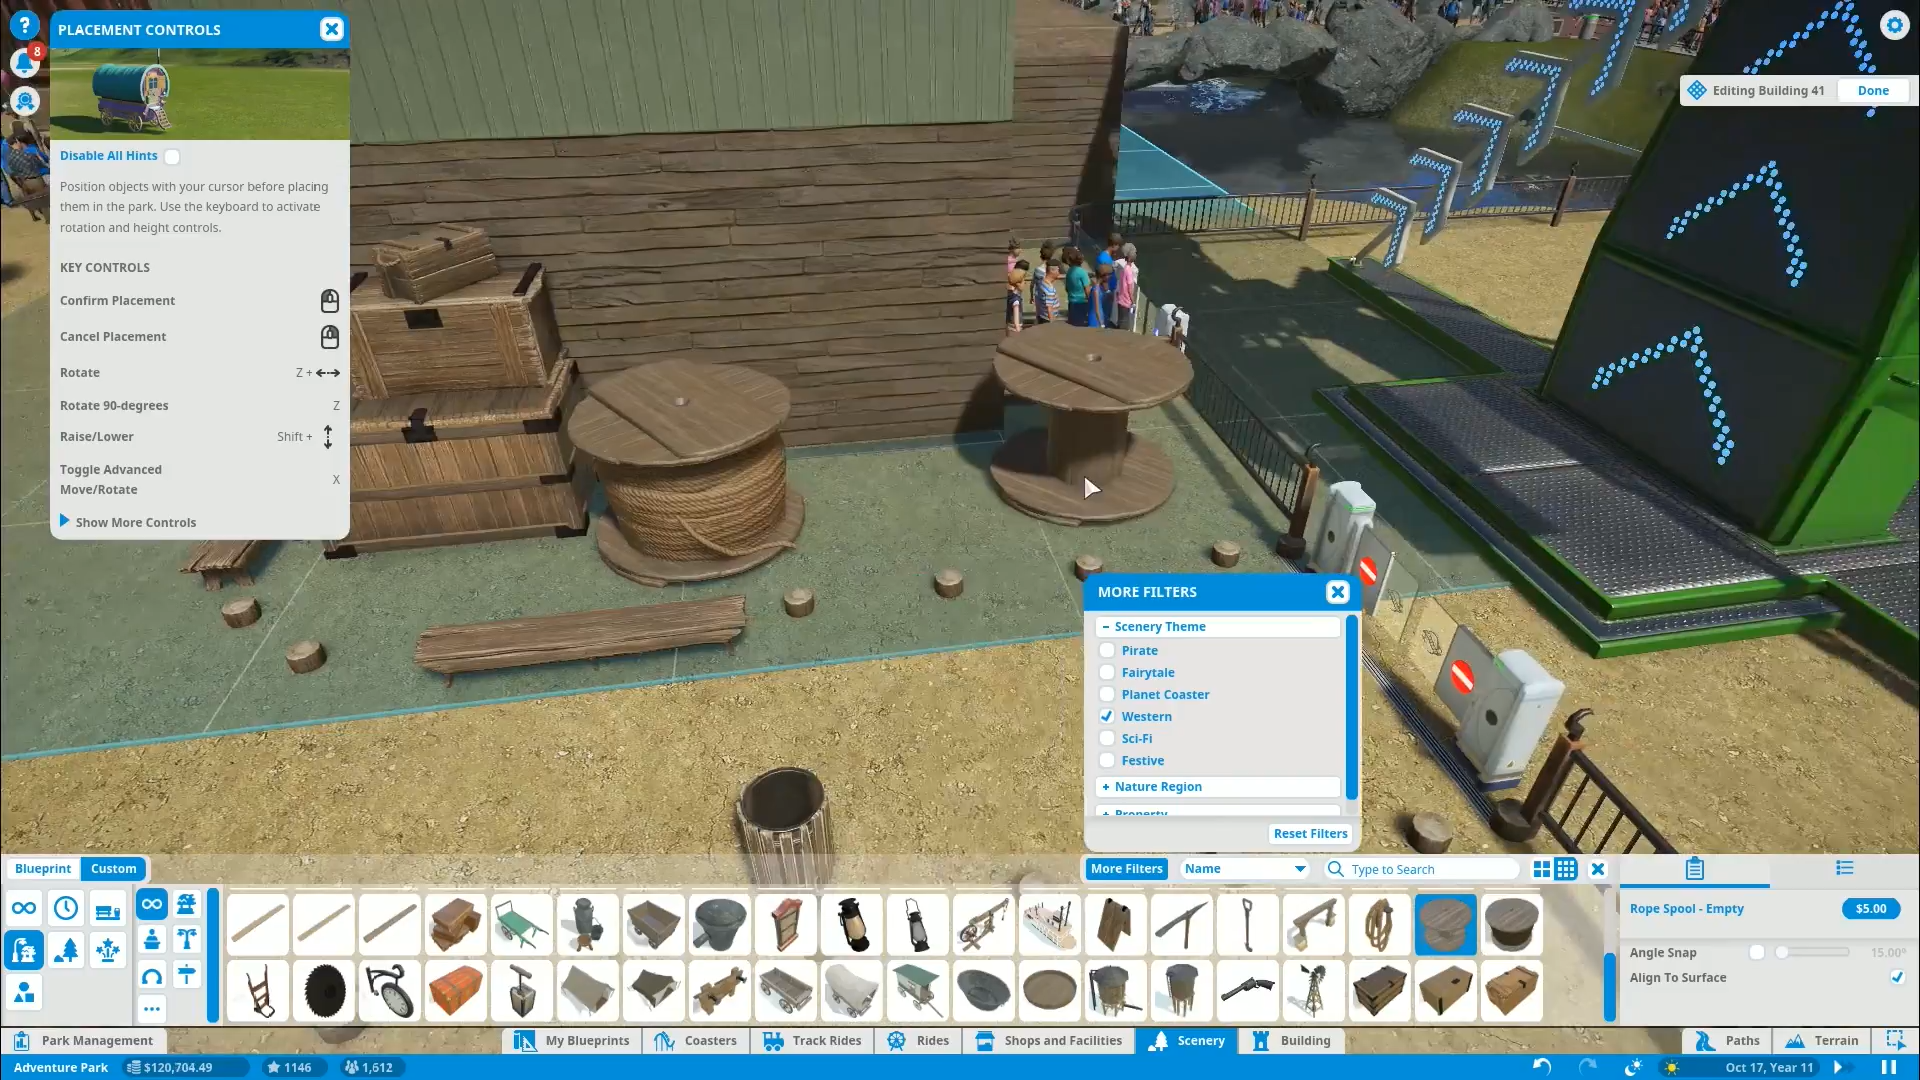 PLACEMENT CONTROLS
8
Disable All Hints
Position objects with your cursor before placing
them in the park. Use the keyboard to activate
rotation and height controls.
KEY CONTROLS
Confirm Placement
Cancel Placement
Rotate Z +
Rotate 90-degrees Z
Raise/Lower Shift +
Toggle Advanced
Move/Rotate X
Show More Controls
Editing Building 41 Done
MORE FILTERS
- Scenery Theme
Pirate
Fairytale
Planet Coaster
Western
Sci-Fi
Festive
+ Nature Region
+ Property
Reset Filters
Blueprint Custom
More Filters Name Type to Search
Rope Spool - Empty $5.00
Angle Snap 15.00°
Align To Surface
Park Management My Blueprints Coasters Track Rides Rides Shops and Facilities Scenery Building Paths Terrain
Adventure Park $120,704.49 1146 1,612 Oct 17, Year 11